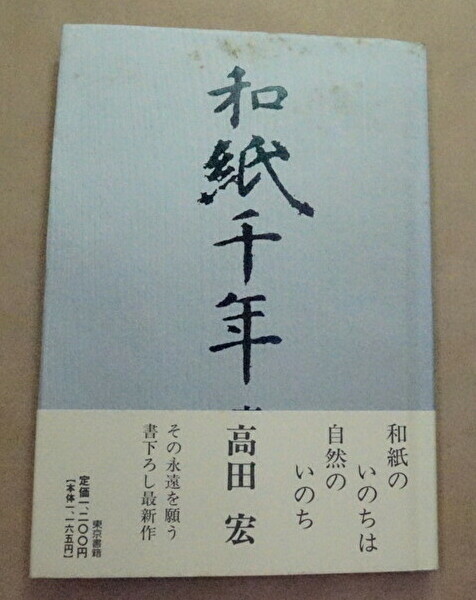 和紙千年
高田 宏
和紙の
いのちは
自然の
いのち
その永遠を願う
書下ろし最新作
東京書籍
定価一、二〇〇円
[本体一、一六五円]